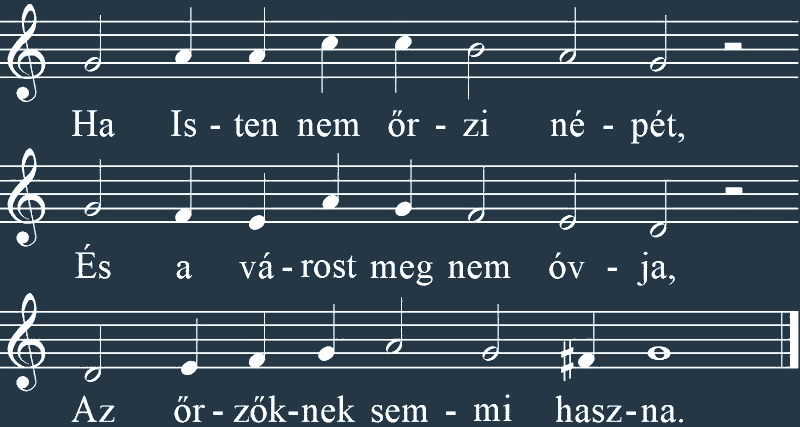 Ha Is - ten nem őr - zi né - pét,
És a vá - rost meg nem óv - ja,
Az őr - zők - nek sem - mi hasz - na.